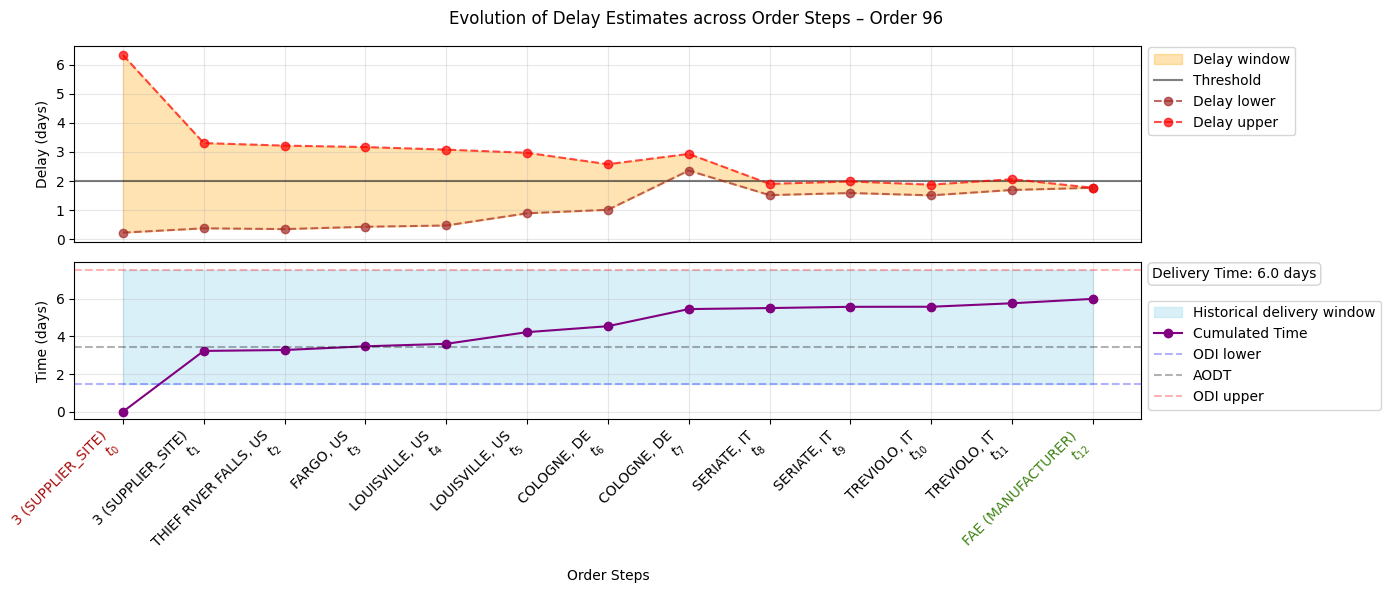 Evolution of Delay Estimates across Order Steps – Order 96
Delay (days)
6
5
4
3
2
1
0
Delay window
Threshold
Delay lower
Delay upper
Time (days)
6
4
2
0
Delivery Time: 6.0 days
Historical delivery window
Cumulated Time
ODI lower
AODT
ODI upper
3 (SUPPLIER_SITE)
t0
3 (SUPPLIER_SITE)
t1
THIEF RIVER FALLS, US
t2
FARGO, US
t3
LOUISVILLE, US
t4
LOUISVILLE, US
t5
COLOGNE, DE
t6
COLOGNE, DE
t7
SERIATE, IT
t8
SERIATE, IT
t9
TREVIOLO, IT
t10
TREVIOLO, IT
t11
FAE (MANUFACTURER)
t12
Order Steps